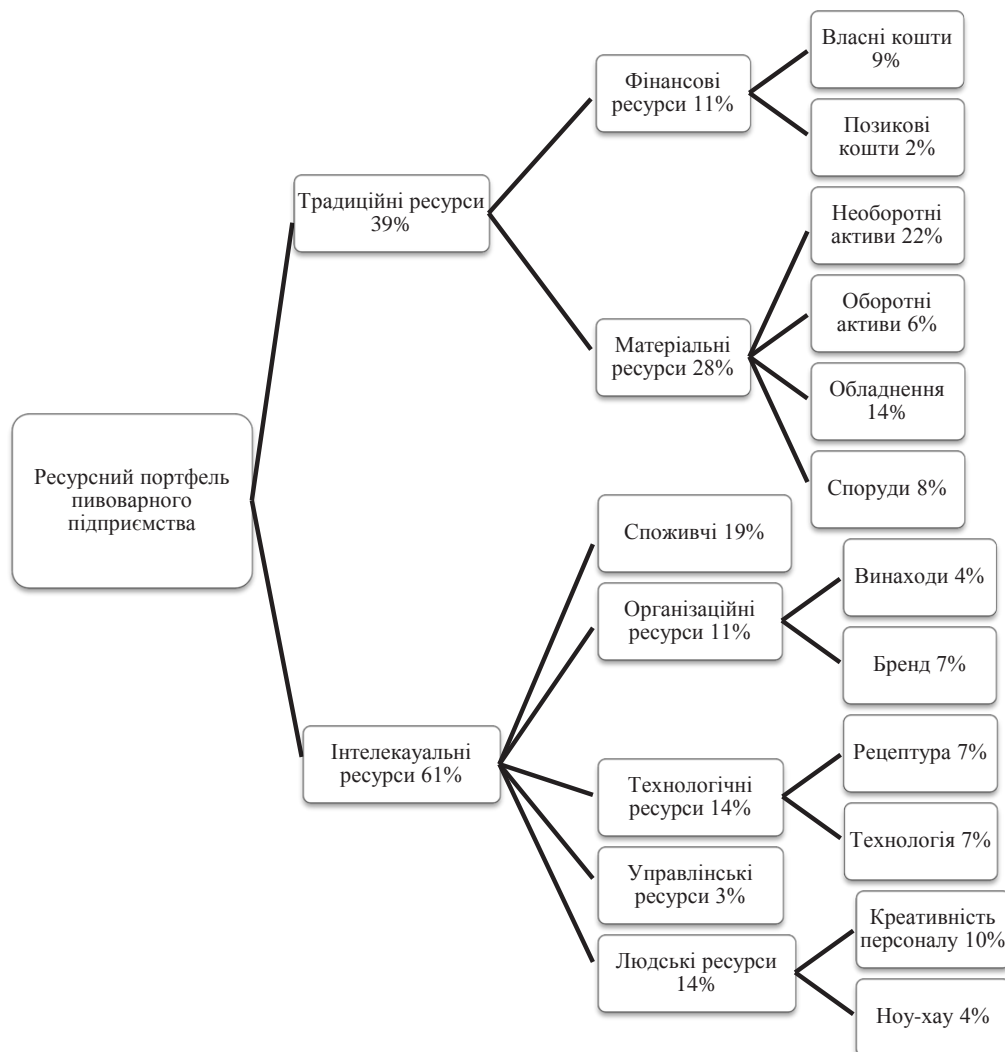 Ресурсний портфель
пивоварного
підприємства
Традиційні ресурси
39%
Фінансові
ресурси 11%
Власні кошти
9%
Позикові
кошти 2%
Матеріальні
ресурси 28%
Необоротні
активи 22%
Оборотні
активи 6%
Обладнення
14%
Споруди 8%
Інтелекауальні
ресурси 61%
Споживчі 19%
Організаційні
ресурси 11%
Винаходи 4%
Бренд 7%
Технологічні
ресурси 14%
Рецептура 7%
Технологія 7%
Управлінські
ресурси 3%
Людські ресурси
14%
Креативність
персоналу 10%
Ноу-хау 4%